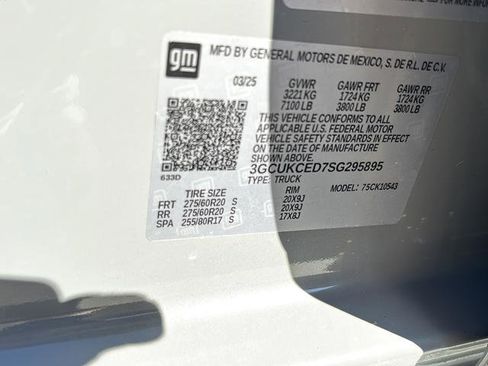 FOR MORE INFO
gm
MFD BY GENERAL MOTORS DE MEXICO, S. DE R.L. DE C.V.
03/25 GVWR GAWR FRT GAWR RR
3221 KG 1724 KG 1724 KG
7100 LB 3800 LB 3800 LB
THIS VEHICLE CONFORMS TO ALL
APPLICABLE U.S. FEDERAL MOTOR
VEHICLE SAFETY STANDARDS IN EFFECT
ON THE DATE OF MANUFACTURE SHOWN ABOVE.
3GCUKCED7SG295895
633D TYPE: TRUCK MODEL: 75CK10543
TIRE SIZE RIM
FRT 275/60R20 S 20X9J
RR 275/60R20 S 20X9J
SPA 255/80R17 S 17X8J